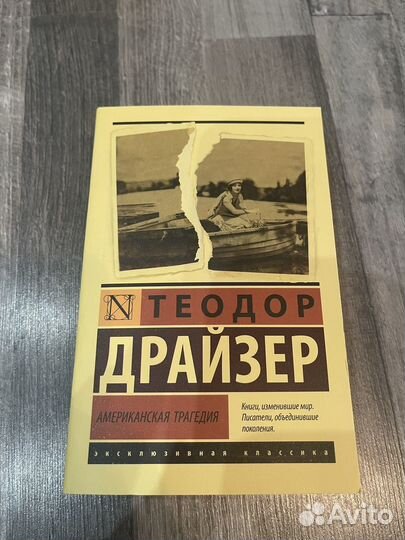 N ТЕОДОР
ДРАЙЗЕР
АМЕРИКАНСКАЯ ТРАГЕДИЯ
Книги, изменившие мир.
Писатели, объединившие
поколения.
эксклюзивная классика
Avito